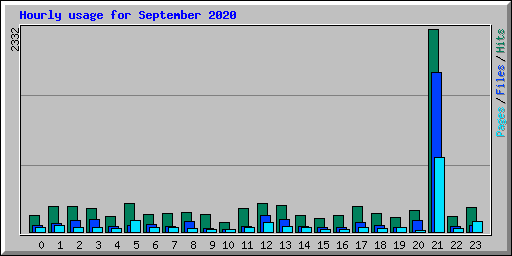 Hourly usage for September 2020
2332
Pages/Files/Hits
0 1 2 3 4 5 6 7 8 9 10 11 12 13 14 15 16 17 18 19 20 21 22 23